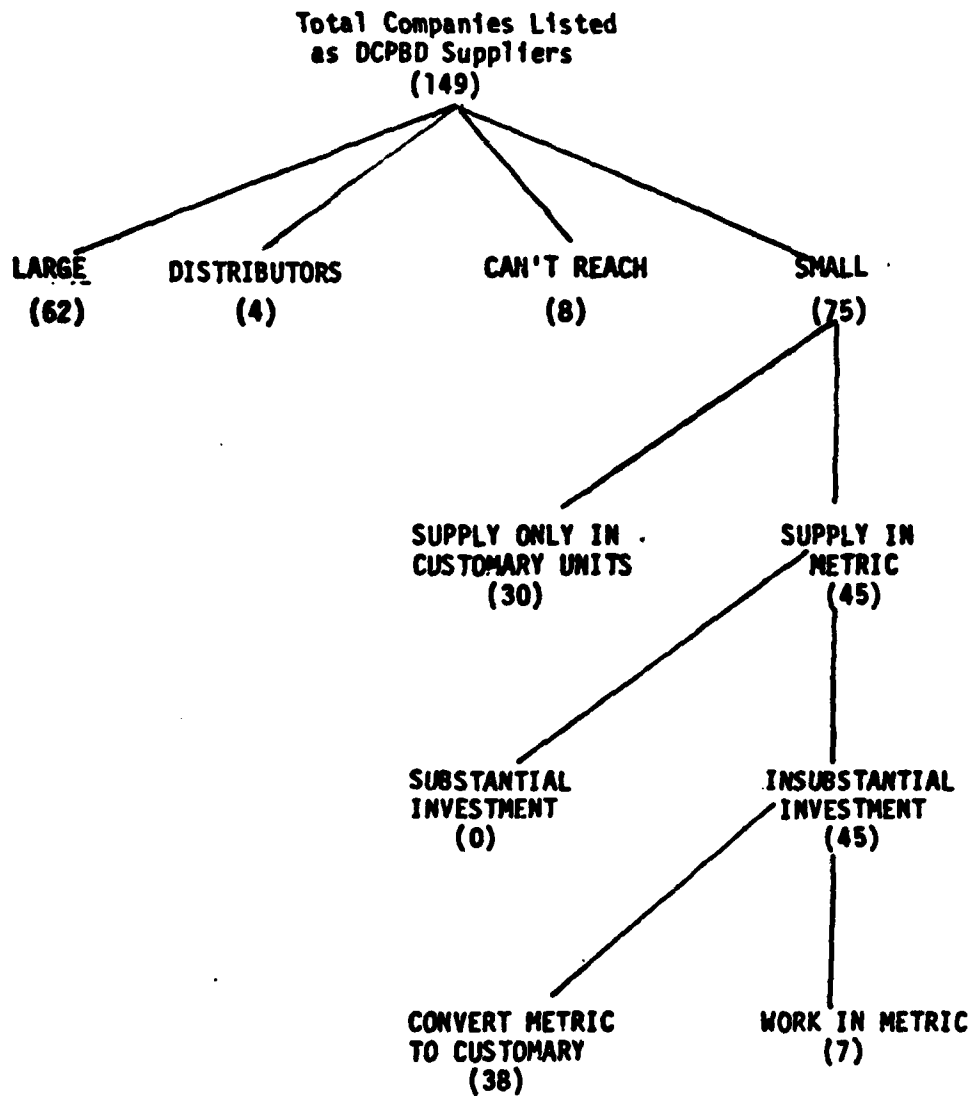 Total Companies Listed
as DCPBD Suppliers
(149)
LARGE
(62)
DISTRIBUTORS
(4)
CAN'T REACH
(8)
SMALL
(75)
SUPPLY ONLY IN
CUSTOMARY UNITS
(30)
SUPPLY IN
METRIC
(45)
SUBSTANTIAL
INVESTMENT
(0)
INSUBSTANTIAL
INVESTMENT
(45)
CONVERT METRIC
TO CUSTOMARY
(38)
WORK IN METRIC
(7)